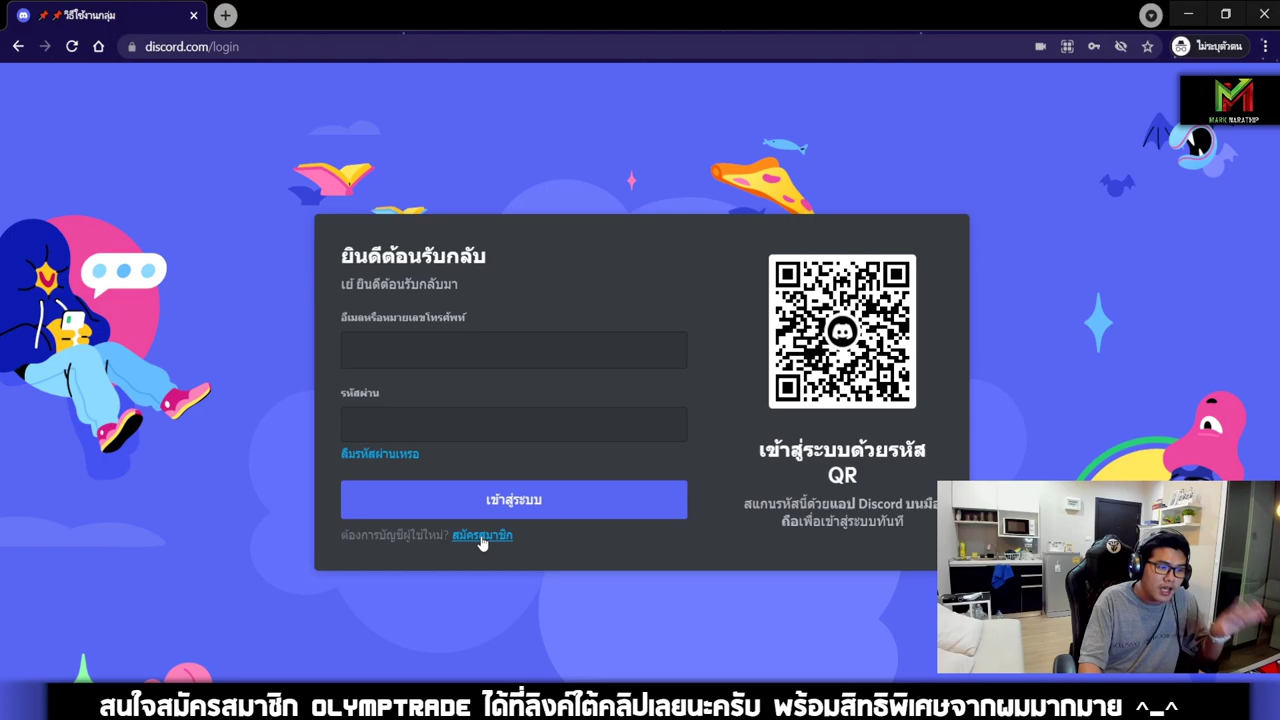 📌📌วิธีใช้งานกลุ่ม
discord.com/login
ไม่ระบุตัวตน
MARK NARATHIP
ยินดีต้อนรับกลับ
เย้ ยินดีต้อนรับกลับมา
อีเมลหรือหมายเลขโทรศัพท์
รหัสผ่าน
ลืมรหัสผ่านเหรอ
เข้าสู่ระบบ
ต้องการบัญชีผู้ใช้ใหม่? สมัครสมาชิก
เข้าสู่ระบบด้วยรหัส
QR
สแกนรหัสนี้ด้วยแอป Discord บนมือ
ถือเพื่อเข้าสู่ระบบทันที
สนใจสมัครสมาชิก OLYMPTRADE ได้ที่ลิงค์ใต้คลิปเลยนะครับ พร้อมสิทธิพิเศษจากผมมากมาย ^_^